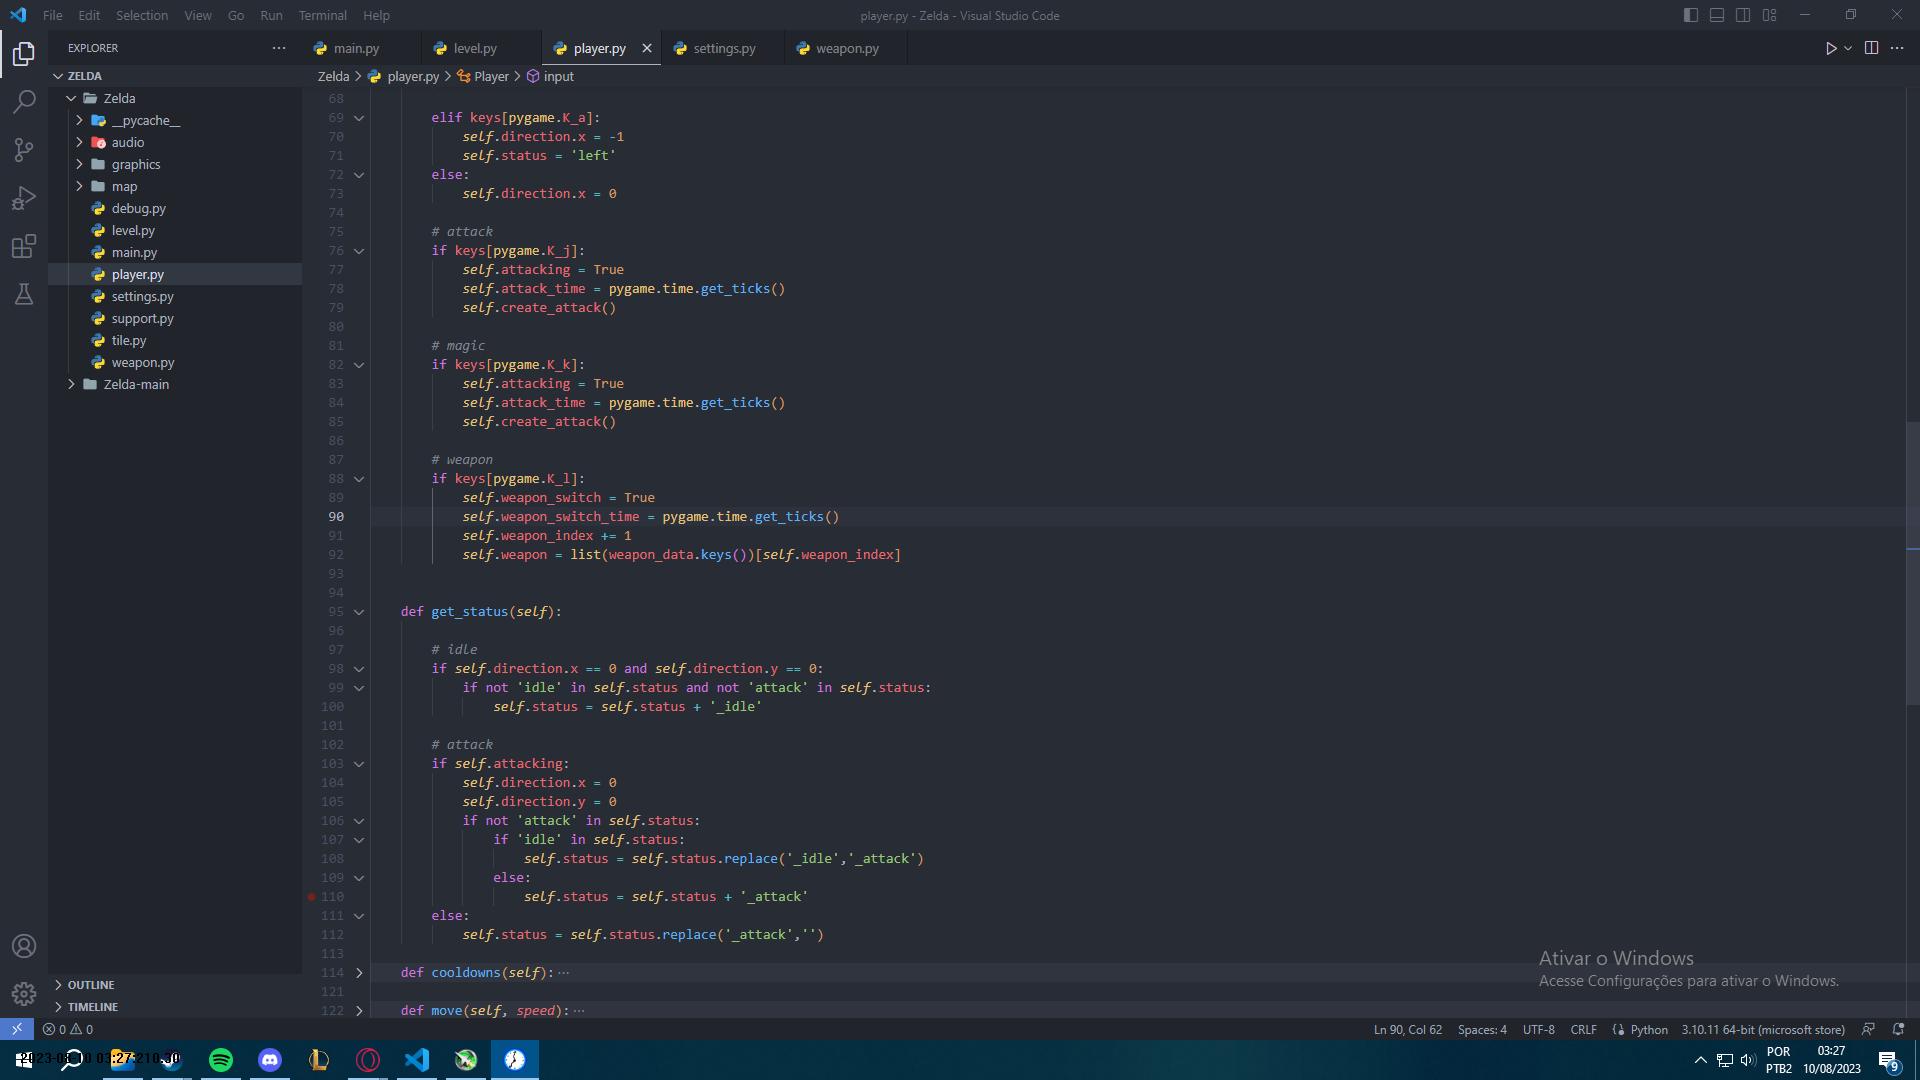 File Edit Selection View Go Run Terminal Help
player.py - Zelda - Visual Studio Code
EXPLORER
ZELDA
Zelda
__pycache__
audio
graphics
map
debug.py
level.py
main.py
player.py
settings.py
support.py
tile.py
weapon.py
Zelda-main
OUTLINE
TIMELINE
main.py level.py player.py settings.py weapon.py
Zelda > player.py > Player > input
68
69 elif keys[pygame.K_a]:
70 self.direction.x = -1
71 self.status = 'left'
72 else:
73 self.direction.x = 0
74
75 # attack
76 if keys[pygame.K_j]:
77 self.attacking = True
78 self.attack_time = pygame.time.get_ticks()
79 self.create_attack()
80
81 # magic
82 if keys[pygame.K_k]:
83 self.attacking = True
84 self.attack_time = pygame.time.get_ticks()
85 self.create_attack()
86
87 # weapon
88 if keys[pygame.K_l]:
89 self.weapon_switch = True
90 self.weapon_switch_time = pygame.time.get_ticks()
91 self.weapon_index += 1
92 self.weapon = list(weapon_data.keys())[self.weapon_index]
93
94
95 def get_status(self):
96
97 # idle
98 if self.direction.x == 0 and self.direction.y == 0:
99 if not 'idle' in self.status and not 'attack' in self.status:
100 self.status = self.status + '_idle'
101
102 # attack
103 if self.attacking:
104 self.direction.x = 0
105 self.direction.y = 0
106 if not 'attack' in self.status:
107 if 'idle' in self.status:
108 self.status = self.status.replace('_idle','_attack')
109 else:
110 self.status = self.status + '_attack'
111 else:
112 self.status = self.status.replace('_attack','')
113
114 def cooldowns(self): ⋯
121
122 def move(self, speed): ⋯
Ativar o Windows
Acesse Configurações para ativar o Windows.
0 0
Ln 90, Col 62 Spaces: 4 UTF-8 CRLF Python 3.10.11 64-bit (microsoft store)
POR
PTB2
03:27
10/08/2023
9